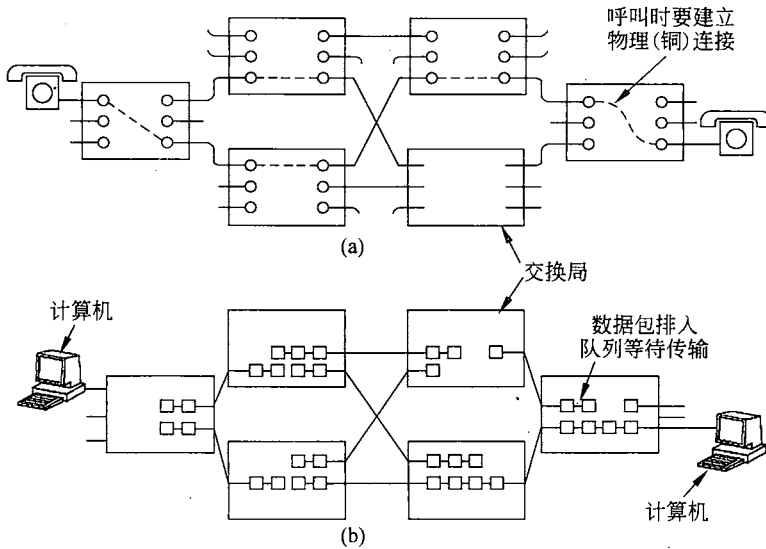 呼叫时要建立
物理(铜)连接
(a)
交换局
计算机
数据包排入
队列等待传输
计算机
(b)